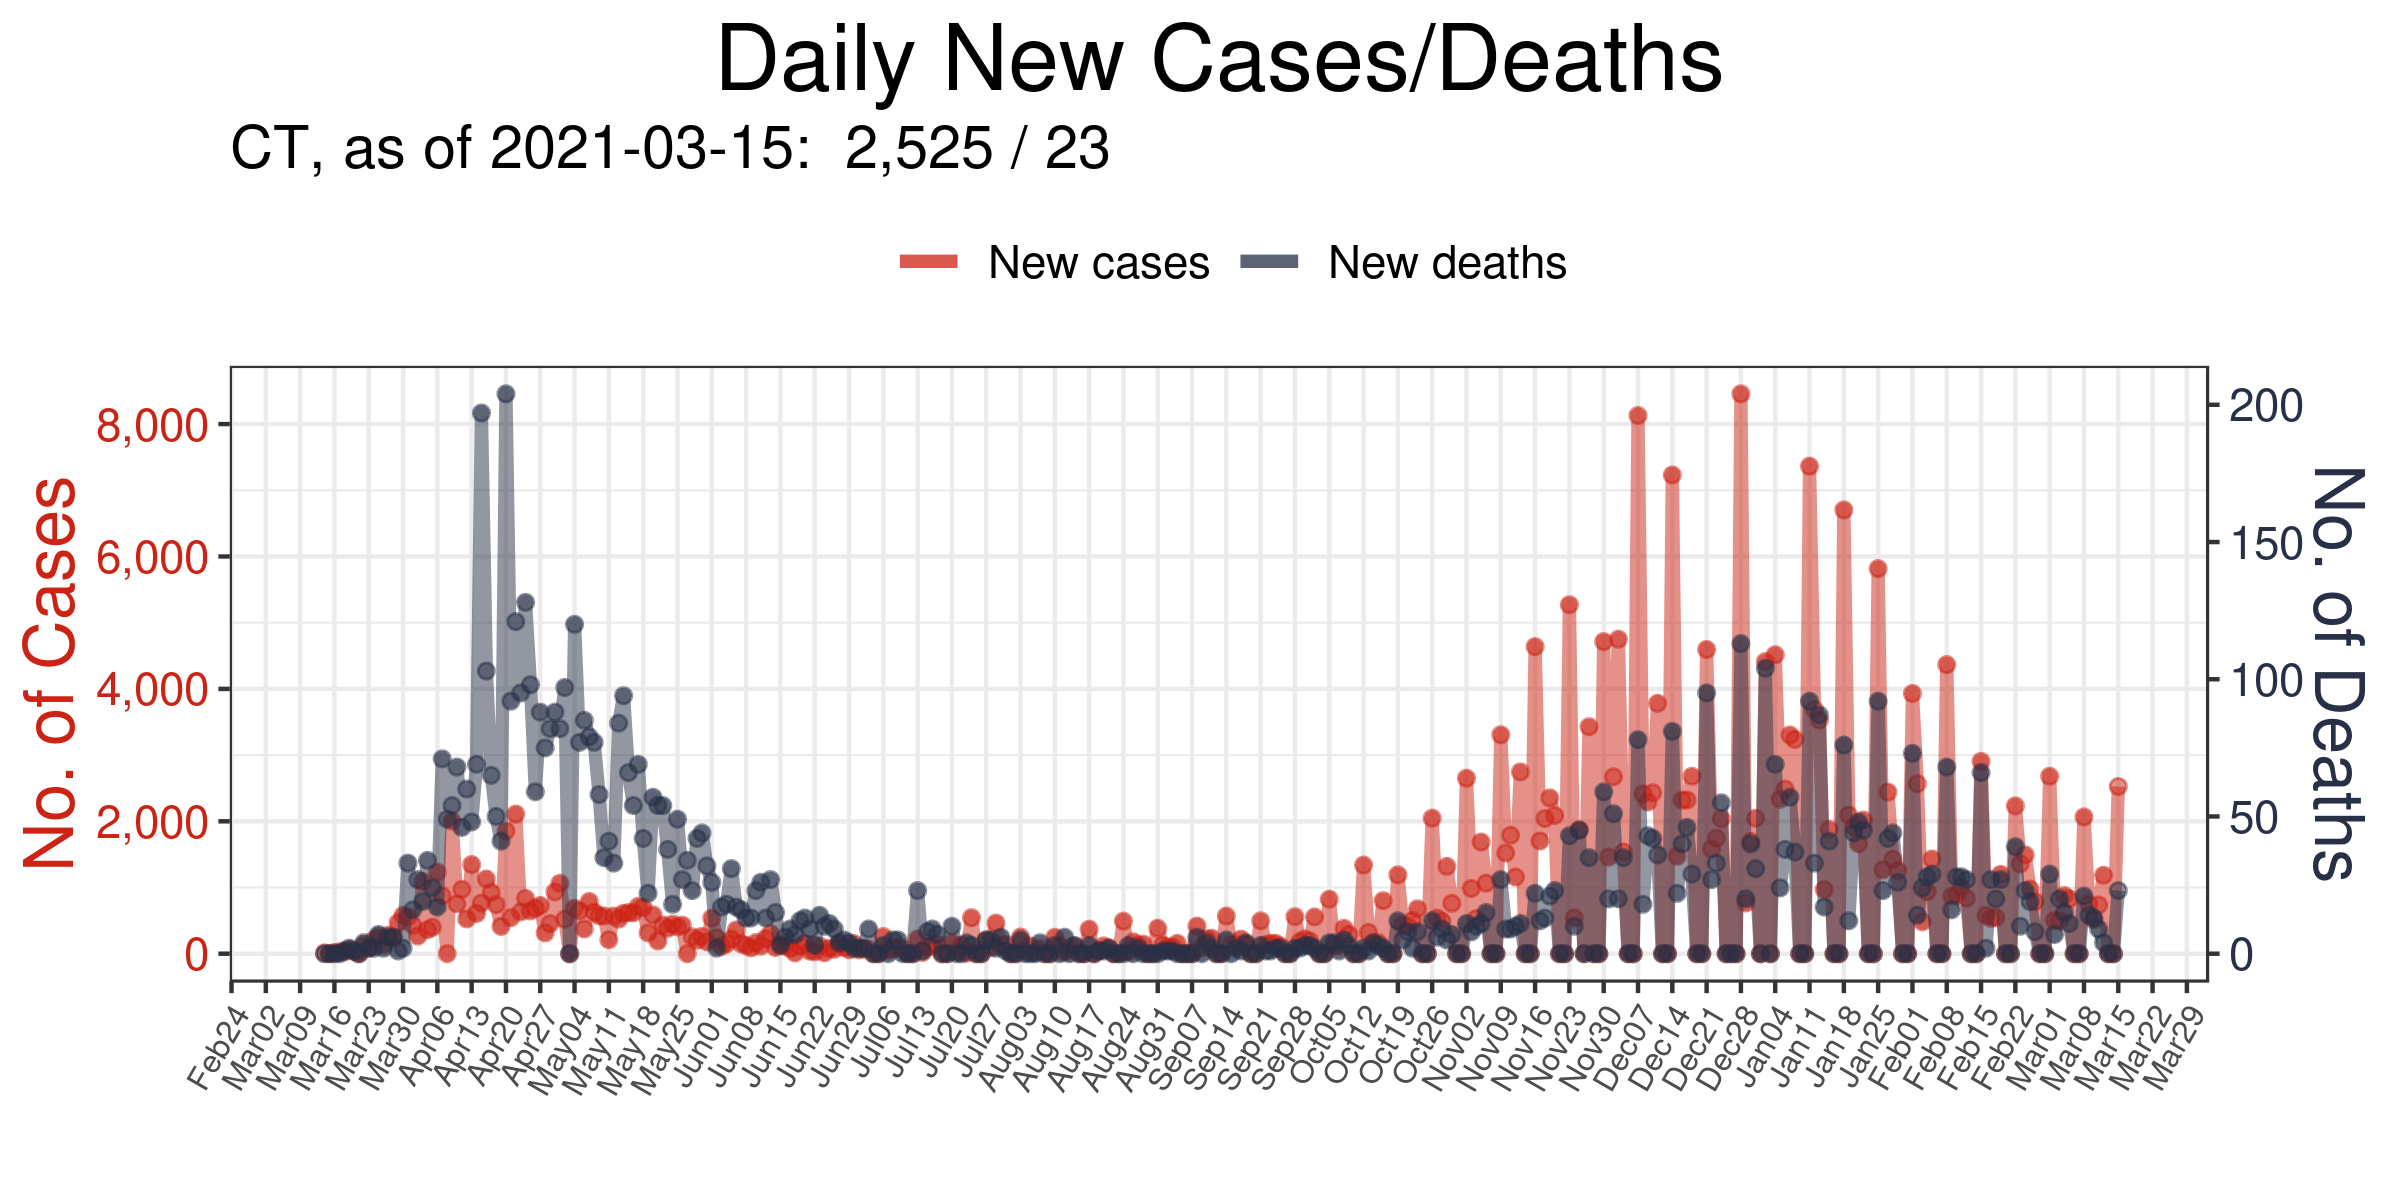 Daily New Cases/Deaths
CT, as of 2021-03-15:  2,525 / 23
New cases
New deaths
No. of Cases
8,000
6,000
4,000
2,000
0
200
150
100
50
0
No. of Deaths
Feb24
Mar02
Mar09
Mar16
Mar23
Mar30
Apr06
Apr13
Apr20
Apr27
May04
May11
May18
May25
Jun01
Jun08
Jun15
Jun22
Jun29
Jul06
Jul13
Jul20
Jul27
Aug03
Aug10
Aug17
Aug24
Aug31
Sep07
Sep14
Sep21
Sep28
Oct05
Oct12
Oct19
Oct26
Nov02
Nov09
Nov16
Nov23
Nov30
Dec07
Dec14
Dec21
Dec28
Jan04
Jan11
Jan18
Jan25
Feb01
Feb08
Feb15
Feb22
Mar01
Mar08
Mar15
Mar22
Mar29